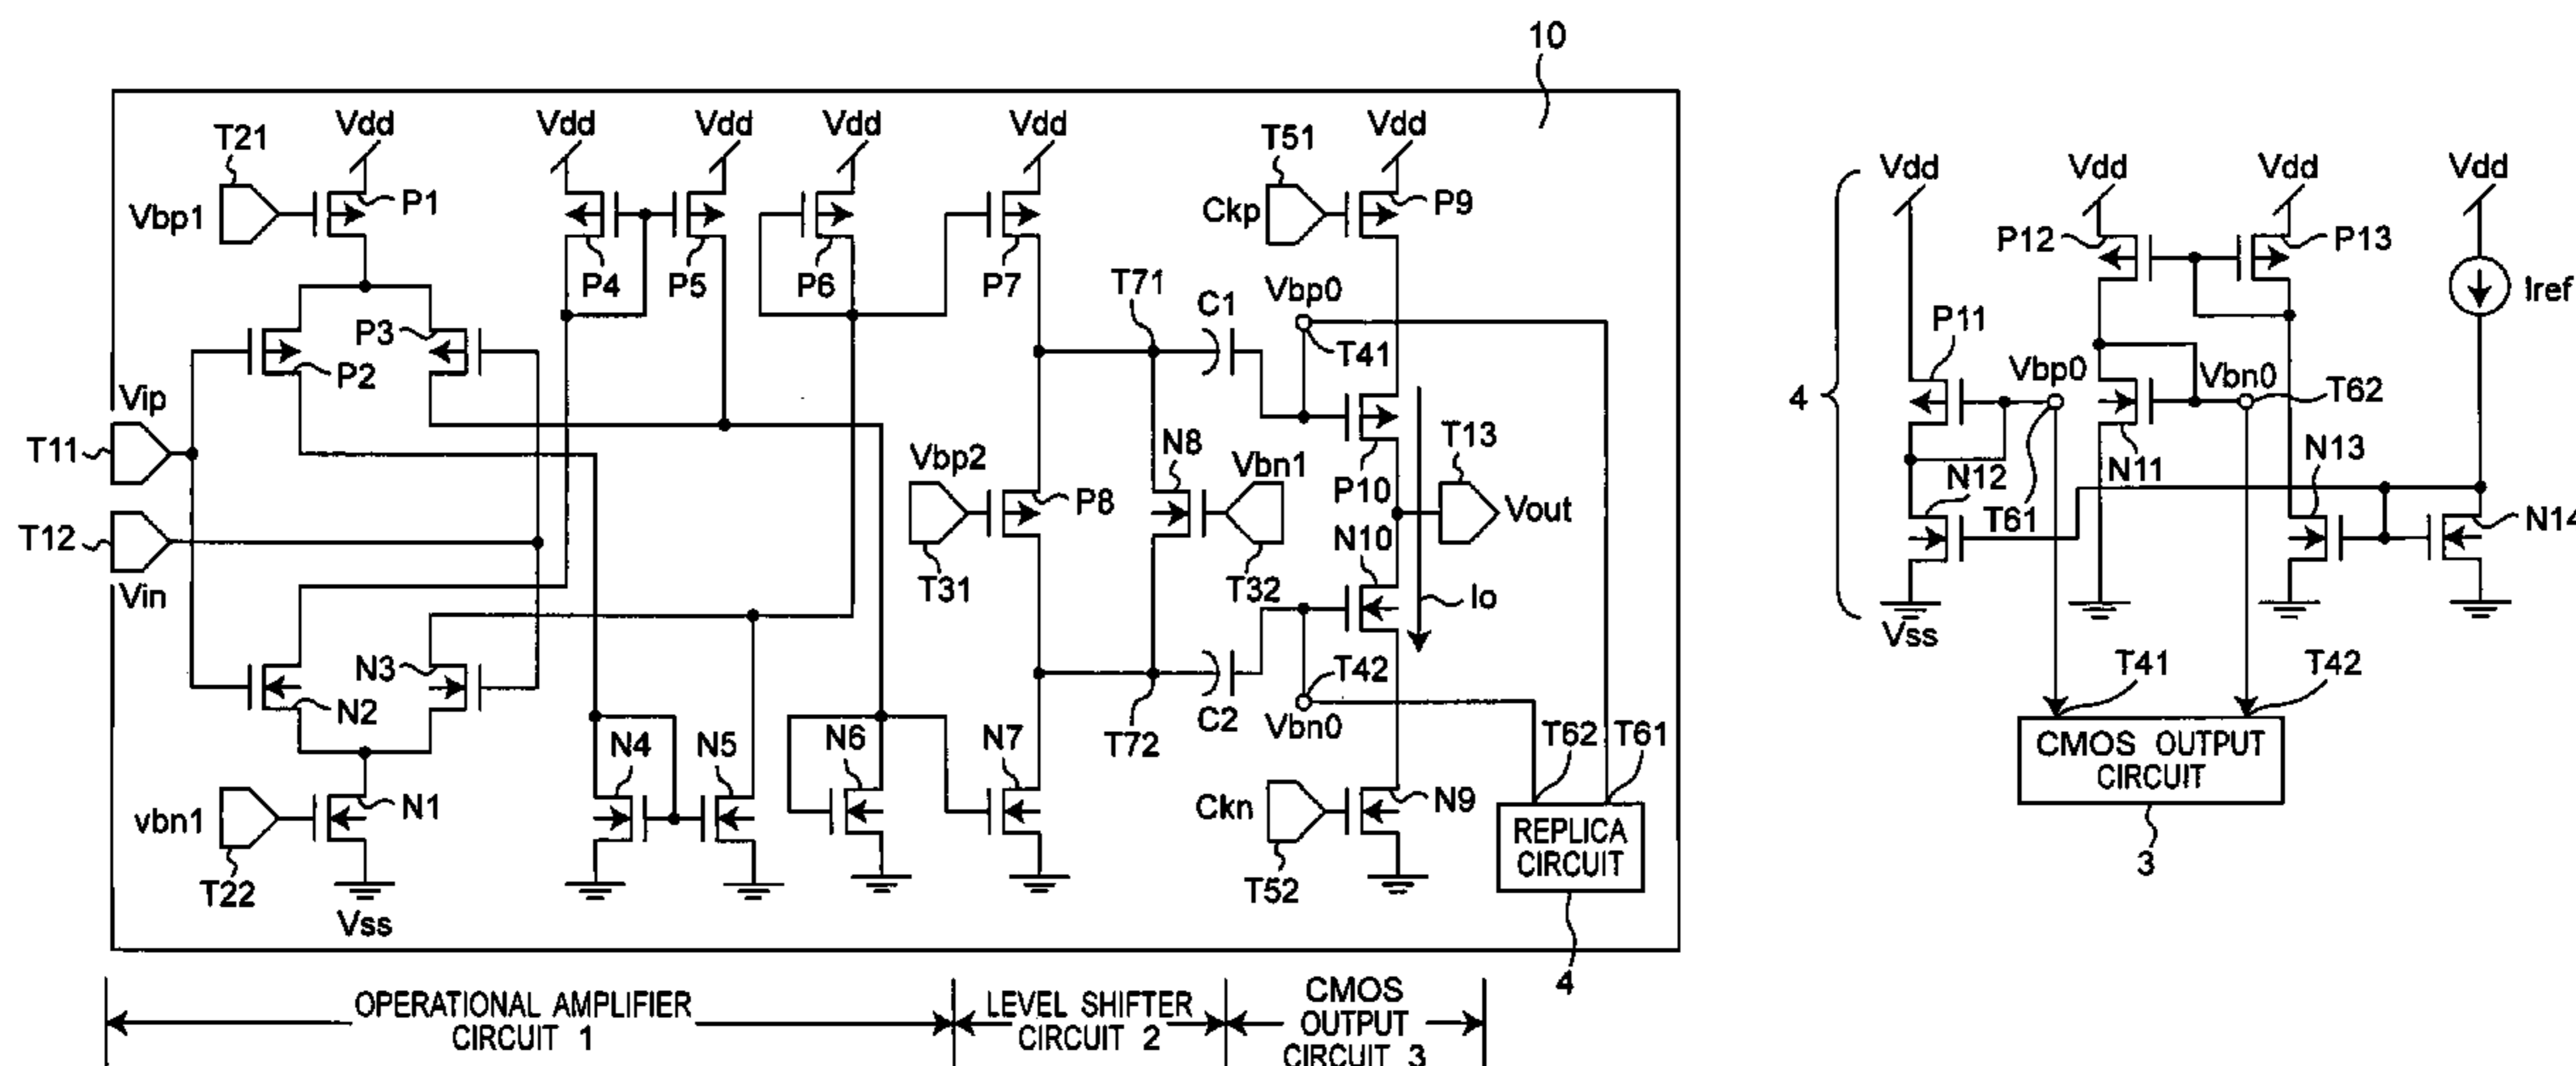 10
Vdd
Vdd
Vdd
Vdd
Vdd
Vdd
T21
T51
Vbp1
P1
Ckp
P9
P4
P5
P6
P7
T71
C1
Vbp0
T41
P3
P2
Vip
T11
Vbp2
N8
Vbn1
T13
P10
P8
Vout
T12
Vin
T31
T32
N10
Io
N3
N2
T42
C2
Vbn0
N4
N5
N6
N7
T72
T62
T61
vbn1
N1
Ckn
N9
REPLICA
CIRCUIT
T22
T52
Vss
4
OPERATIONAL AMPLIFIER
CIRCUIT 1
LEVEL SHIFTER
CIRCUIT 2
CMOS
OUTPUT
CIRCUIT 3
Vdd
Vdd
Vdd
Vdd
P12
P13
Iref
P11
4
Vbp0
Vbn0
T62
N12
N11
N13
T61
N14
Vss
T41
T42
CMOS OUTPUT
CIRCUIT
3